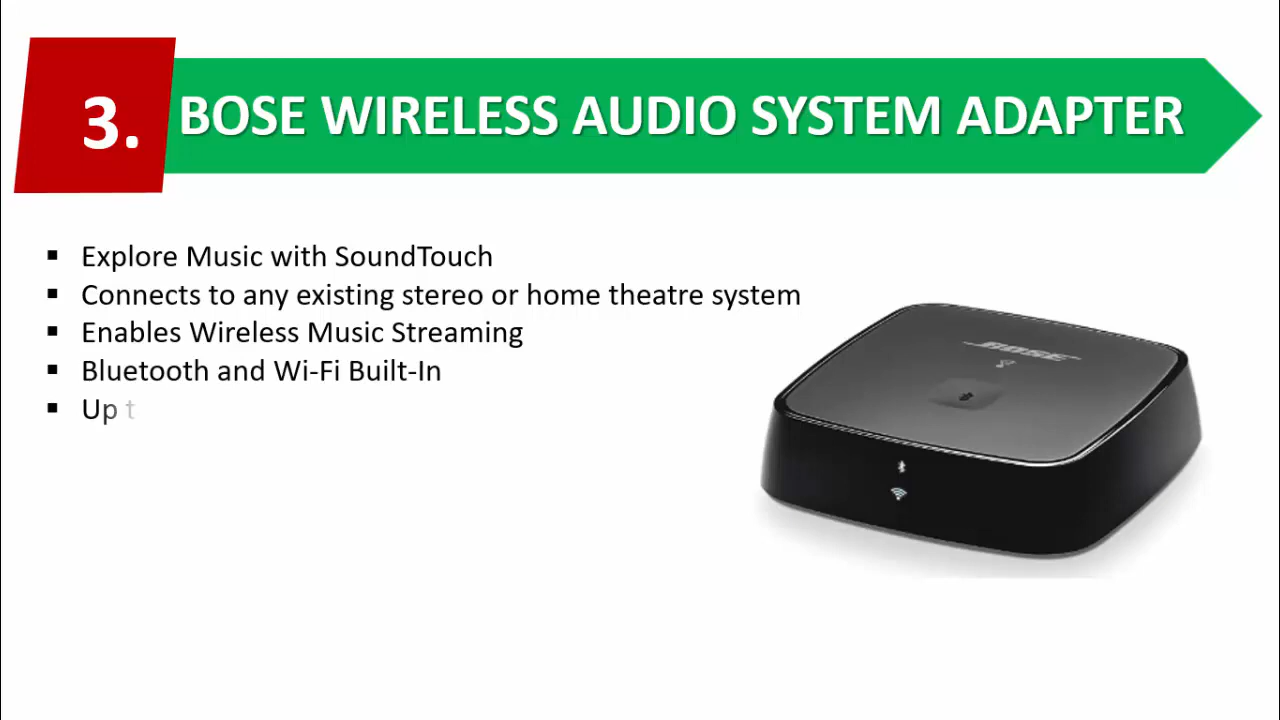 3.
BOSE WIRELESS AUDIO SYSTEM ADAPTER
▪ Explore Music with SoundTouch
▪ Connects to any existing stereo or home theatre system
▪ Enables Wireless Music Streaming
▪ Bluetooth and Wi-Fi Built-In
▪ Up t
BOSE